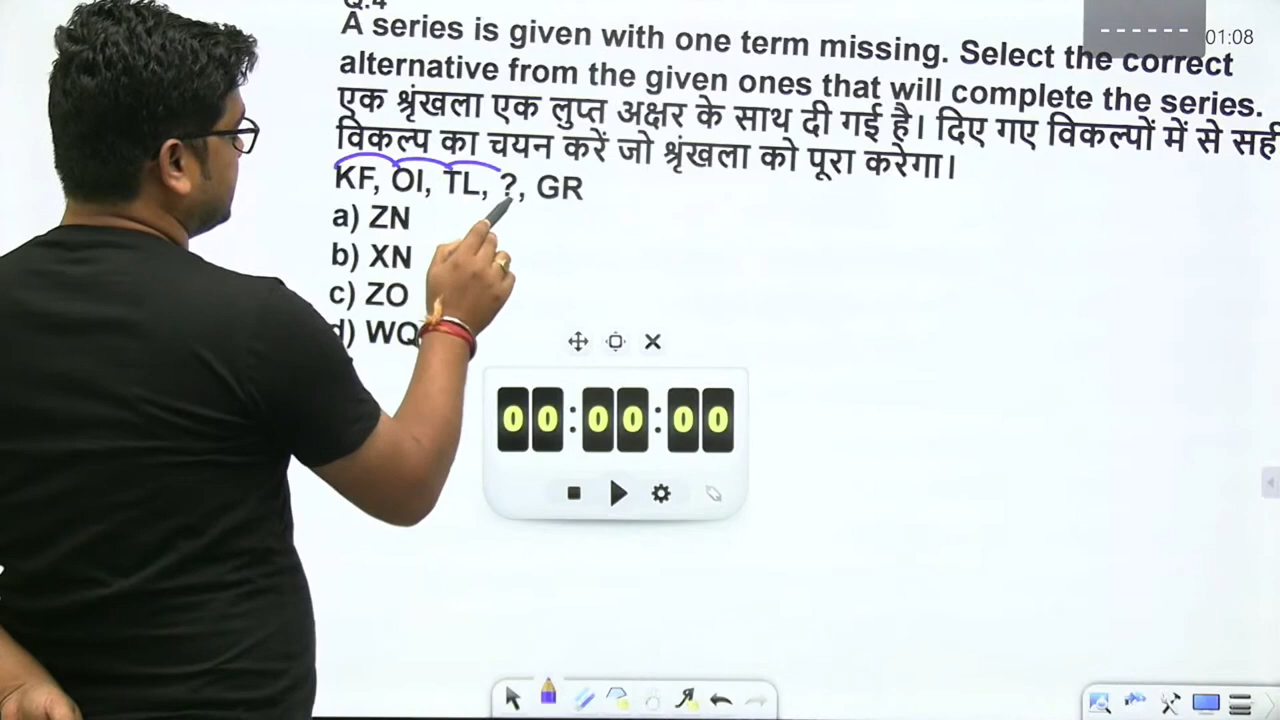 Q.4
A series is given with one term missing. Select the correct
alternative from the given ones that will complete the series.
एक श्रृंखला एक लुप्त अक्षर के साथ दी गई है। दिए गए विकल्पों में से सही
विकल्प का चयन करें जो श्रृंखला को पूरा करेगा।
KF, OI, TL, ?, GR
a) ZN
b) XN
c) ZO
d) WQ
00:00:00
01:08